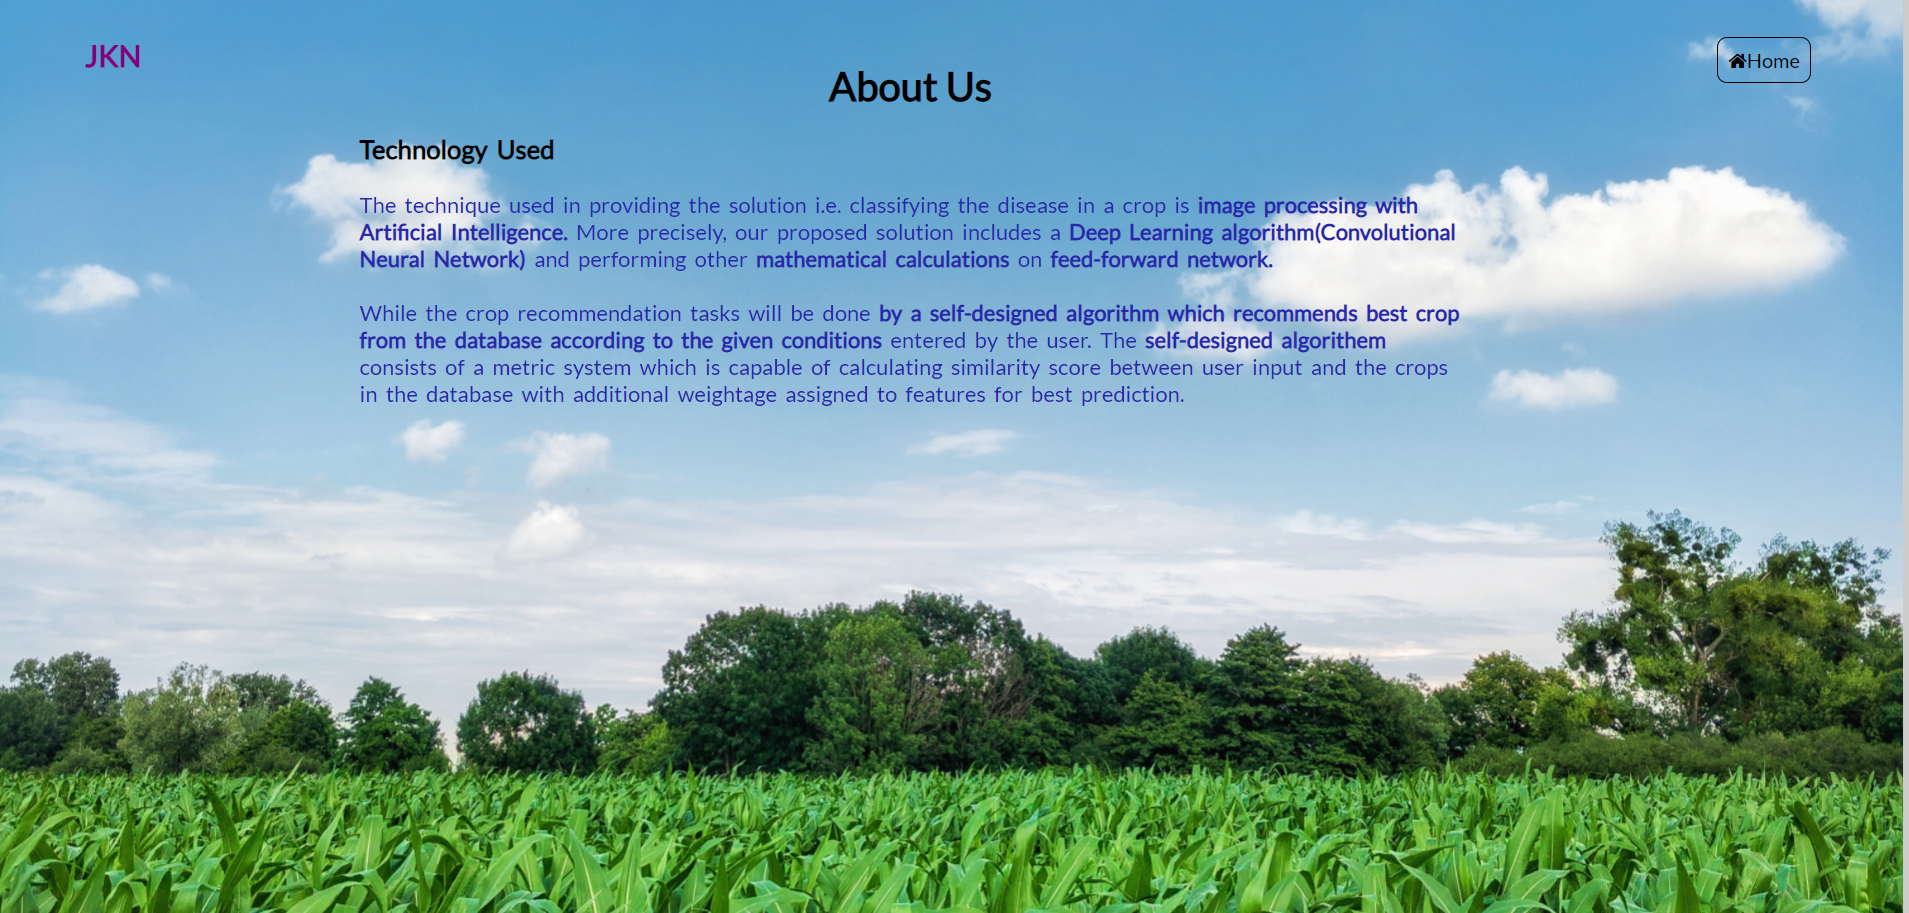 JKN
Home
About Us
Technology Used
The technique used in providing the solution i.e. classifying the disease in a crop is image processing with
Artificial Intelligence. More precisely, our proposed solution includes a Deep Learning algorithm(Convolutional
Neural Network) and performing other mathematical calculations on feed-forward network.
While the crop recommendation tasks will be done by a self-designed algorithm which recommends best crop
from the database according to the given conditions entered by the user. The self-designed algorithem
consists of a metric system which is capable of calculating similarity score between user input and the crops
in the database with additional weightage assigned to features for best prediction.